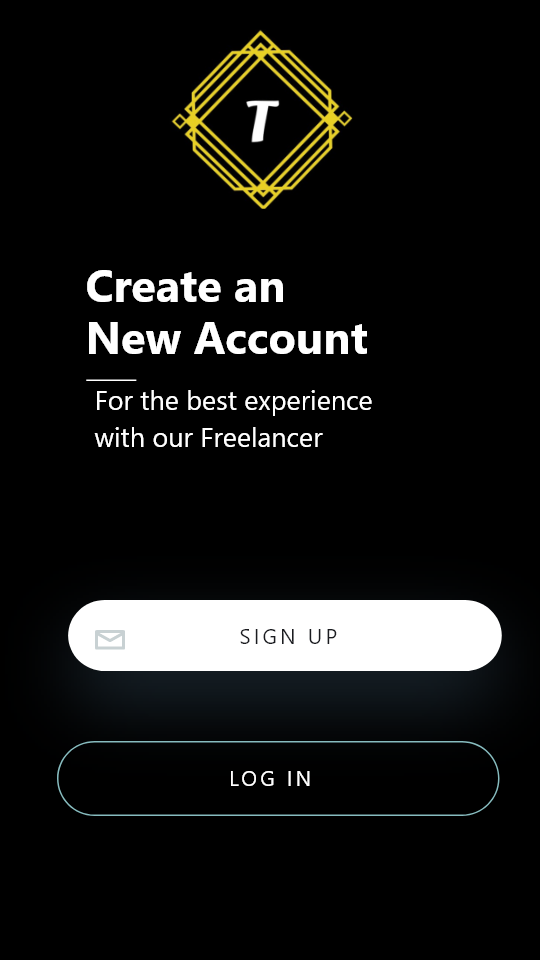 T
Create an
New Account
For the best experience
with our Freelancer
SIGN UP
LOG IN